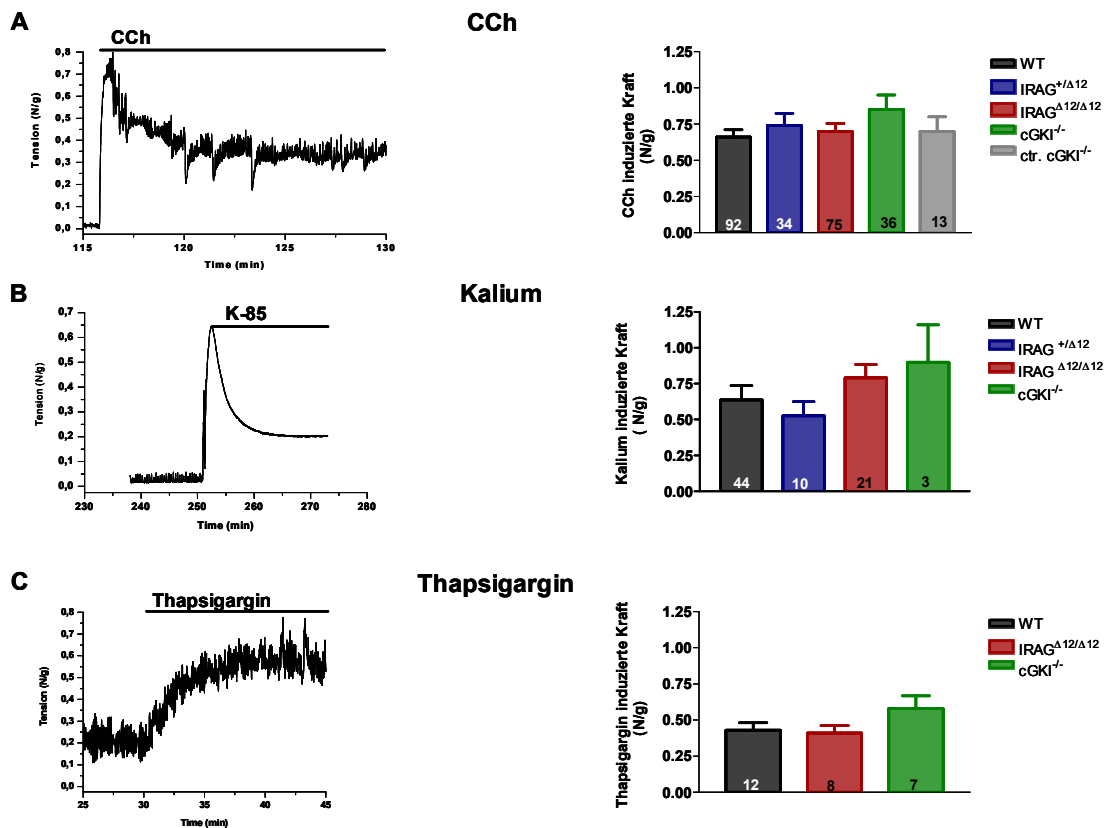 A
CCh
CCh
0,8
0,7
0,6
0,5
0,4
0,3
0,2
0,1
0,0
Tension (N/g)
115
120
125
130
Time (min)
1.25
1.00
0.75
0.50
0.25
0.00
CCh induzierte Kraft
(N/g)
92
34
75
36
13
WT
IRAG+/Δ12
IRAGΔ12/Δ12
cGKI-/-
ctr. cGKI-/-
B
Kalium
K-85
0,7
0,6
0,5
0,4
0,3
0,2
0,1
0,0
Tension (N/g)
230
240
250
260
270
280
Time (min)
1.25
1.00
0.75
0.50
0.25
0.00
Kalium induzierte Kraft
( N/g)
44
10
21
3
WT
IRAG +/Δ12
IRAG Δ12/Δ12
cGKI-/-
C
Thapsigargin
Thapsigargin
0,8
0,7
0,6
0,5
0,4
0,3
0,2
0,1
0,0
Tension (N/g)
25
30
35
40
45
Time (min)
1.25
1.00
0.75
0.50
0.25
0.00
Thapsigargin induzierte Kraft
(N/g)
12
8
7
WT
IRAGΔ12/Δ12
cGKI-/-